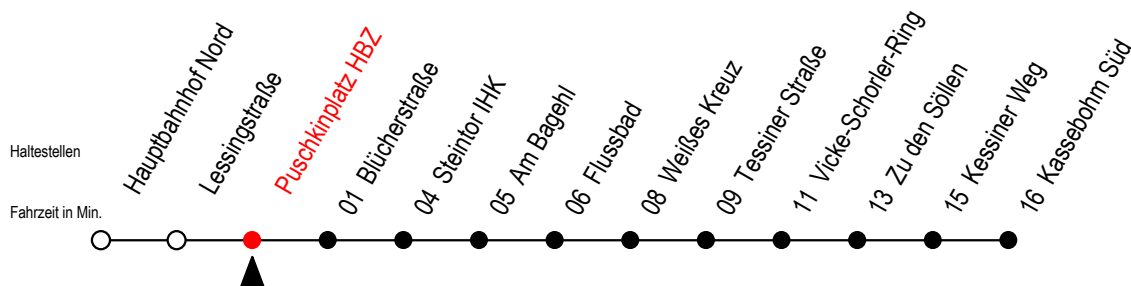 Haltestellen
Fahrzeit in Min.
Hauptbahnhof Nord
Lessingstraße
Puschkinplatz HBZ
01 Blücherstraße
04 Steintor IHK
05 Am Bagehl
06 Flussbad
08 Weißes Kreuz
09 Tessiner Straße
11 Vicke-Schorler-Ring
13 Zu den Söllen
15 Kessiner Weg
16 Kassebohm Süd